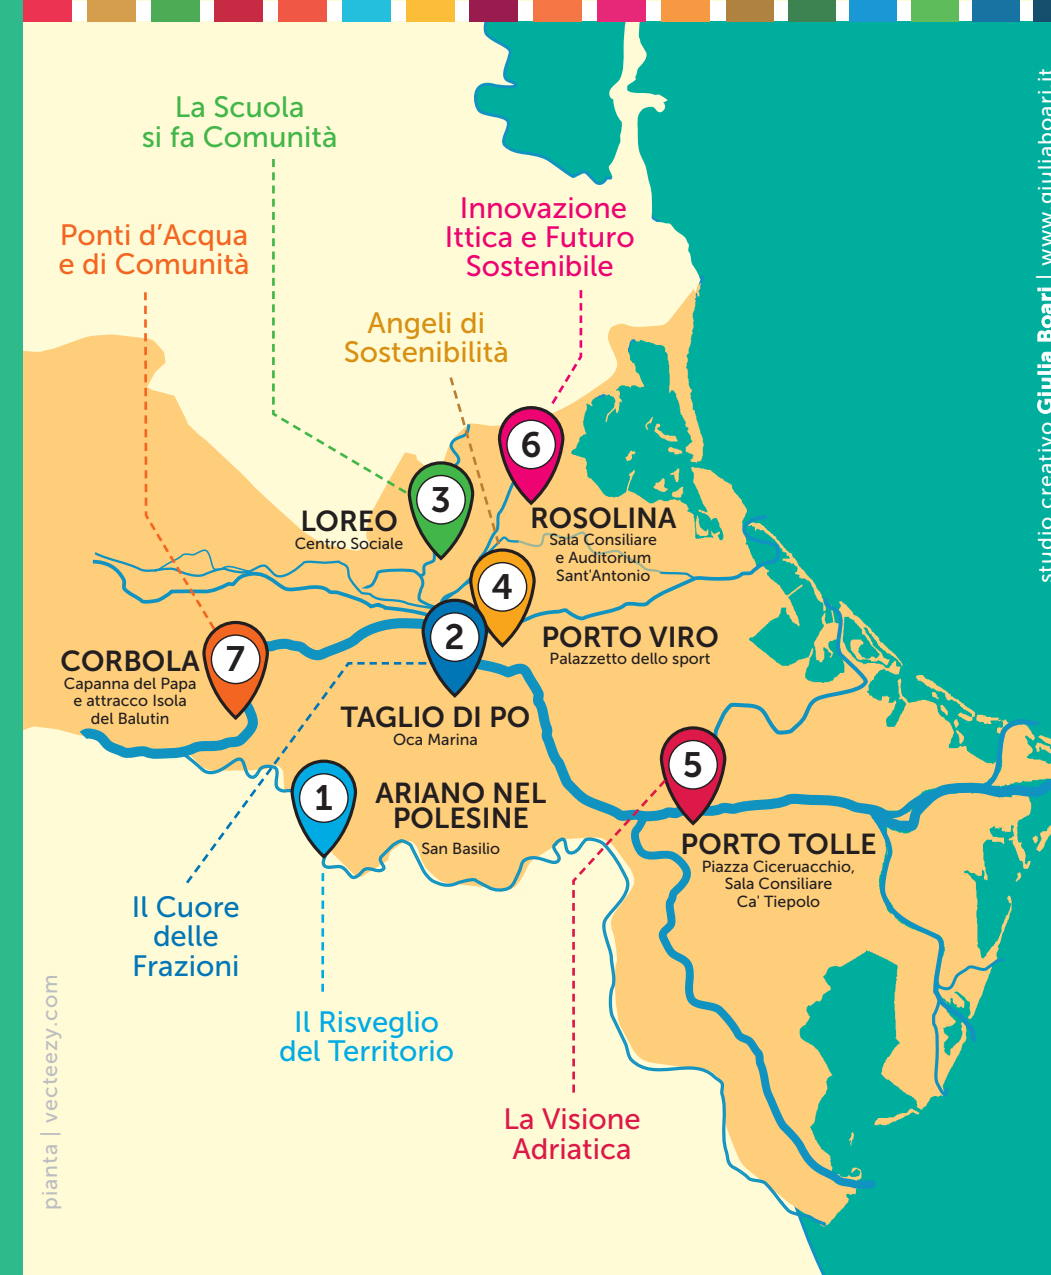 La Scuola
si fa Comunità
Innovazione
Ittica e Futuro
Sostenibile
Ponti d'Acqua
e di Comunità
Angeli di
Sostenibilità
6
3
LOREO
Centro Sociale
ROSOLINA
Sala Consiliare
e Auditorium
Sant'Antonio
4
2
PORTO VIRO
Palazzetto dello sport
7
CORBOLA
Capanna del Papa
e attracco Isola
del Balutin
TAGLIO DI PO
Oca Marina
5
1
ARIANO NEL
POLESINE
San Basilio
PORTO TOLLE
Piazza Ciceruacchio,
Sala Consiliare
Ca' Tiepolo
Il Cuore
delle
Frazioni
Il Risveglio
del Territorio
La Visione
Adriatica
pianta | vecteezy.com
studio creativo Giulia Boari | www.giuliaboari.it